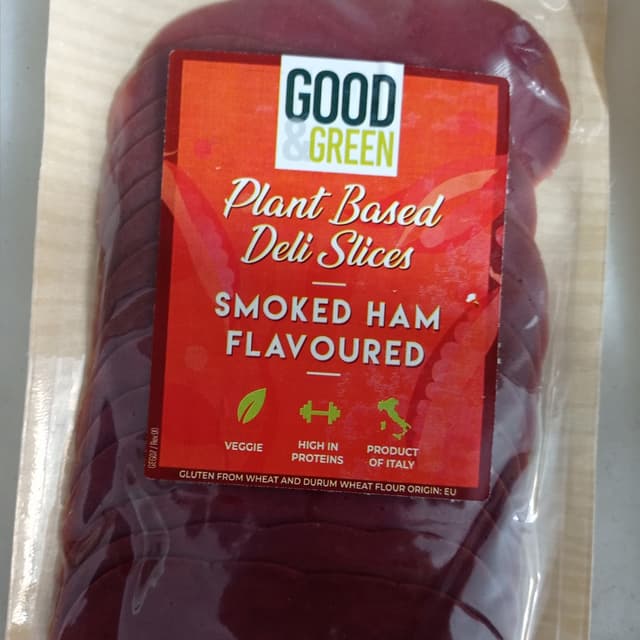 GOOD
& GREEN
Plant Based
Deli Slices
SMOKED HAM
FLAVOURED
VEGGIE
HIGH IN
PROTEINS
PRODUCT
OF ITALY
GLUTEN FROM WHEAT AND DURUM WHEAT FLOUR ORIGIN: EU